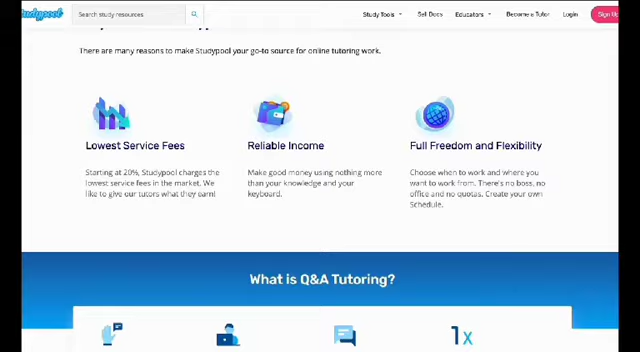 studypool
Search study resources
Study Tools
Sell Docs
Educators
Become a Tutor
Login
Sign
There are many reasons to make Studypool your go-to source for online tutoring work.
Lowest Service Fees
Starting at 20%, Studypool charges the
lowest service fees in the market. We
like to give our tutors what they earn!
Reliable Income
Make good money using nothing more
than your knowledge and your
keyboard.
Full Freedom and Flexibility
Choose when to work and where you
want to work from. There's no boss, no
office and no quotas. Create your own
Schedule.
What is Q&A Tutoring?
1x